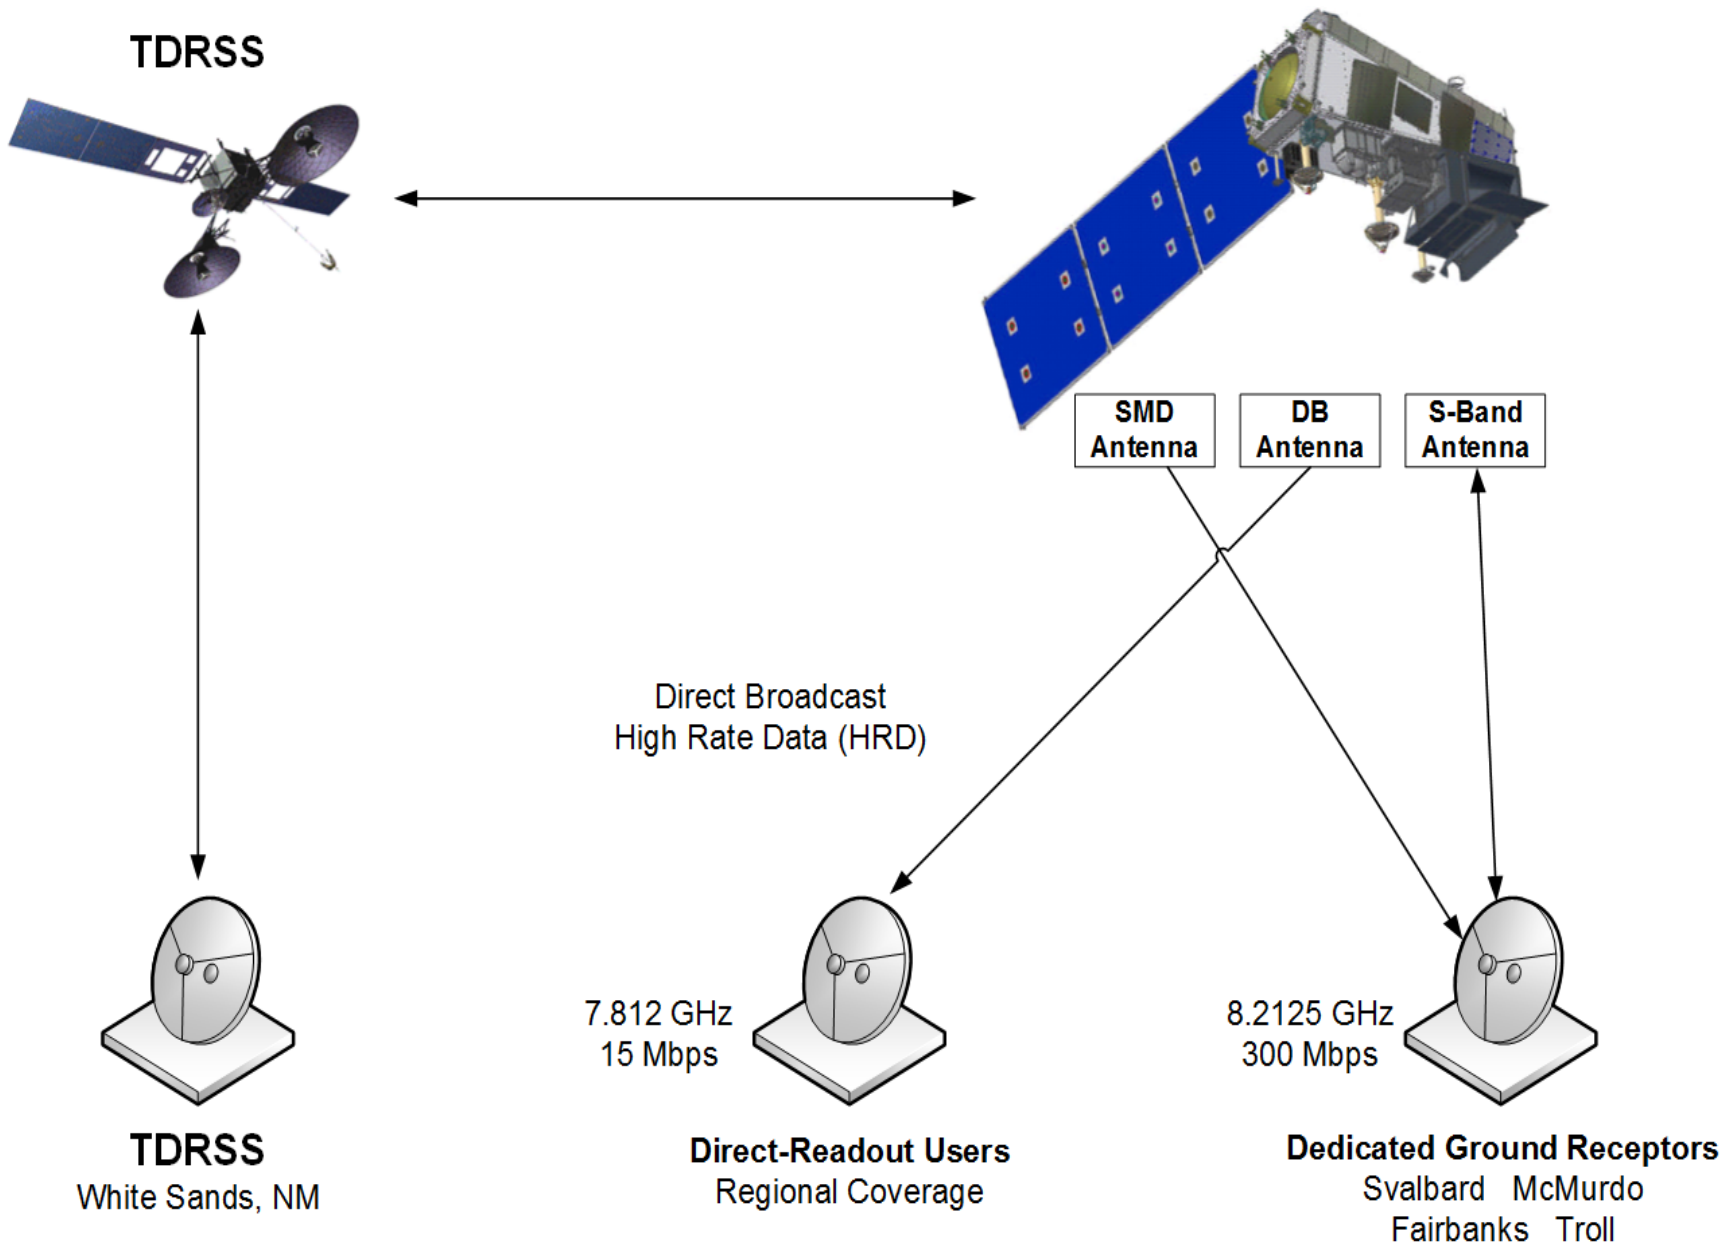 TDRSS
SMD
Antenna
DB
Antenna
S-Band
Antenna
Direct Broadcast
High Rate Data (HRD)
7.812 GHz
15 Mbps
8.2125 GHz
300 Mbps
TDRSS
White Sands, NM
Direct-Readout Users
Regional Coverage
Dedicated Ground Receptors
Svalbard McMurdo
Fairbanks Troll